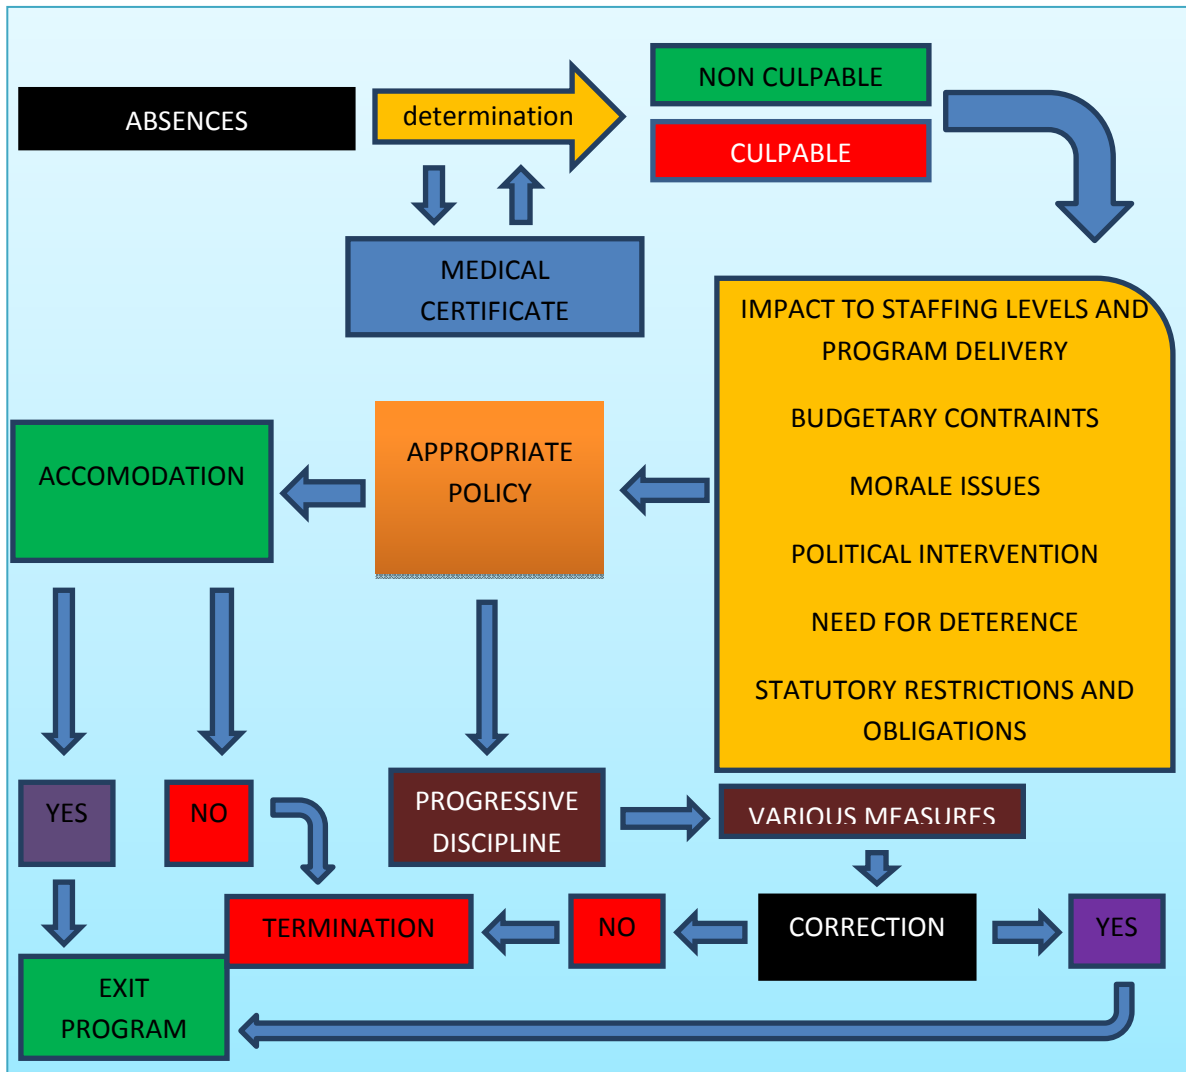 ABSENCES
determination
NON CULPABLE
CULPABLE
MEDICAL
CERTIFICATE
IMPACT TO STAFFING LEVELS AND
PROGRAM DELIVERY
BUDGETARY CONTRAINTS
MORALE ISSUES
POLITICAL INTERVENTION
NEED FOR DETERENCE
STATUTORY RESTRICTIONS AND
OBLIGATIONS
APPROPRIATE
POLICY
ACCOMODATION
YES
NO
PROGRESSIVE
DISCIPLINE
VARIOUS MEASURES
TERMINATION
NO
CORRECTION
YES
EXIT
PROGRAM